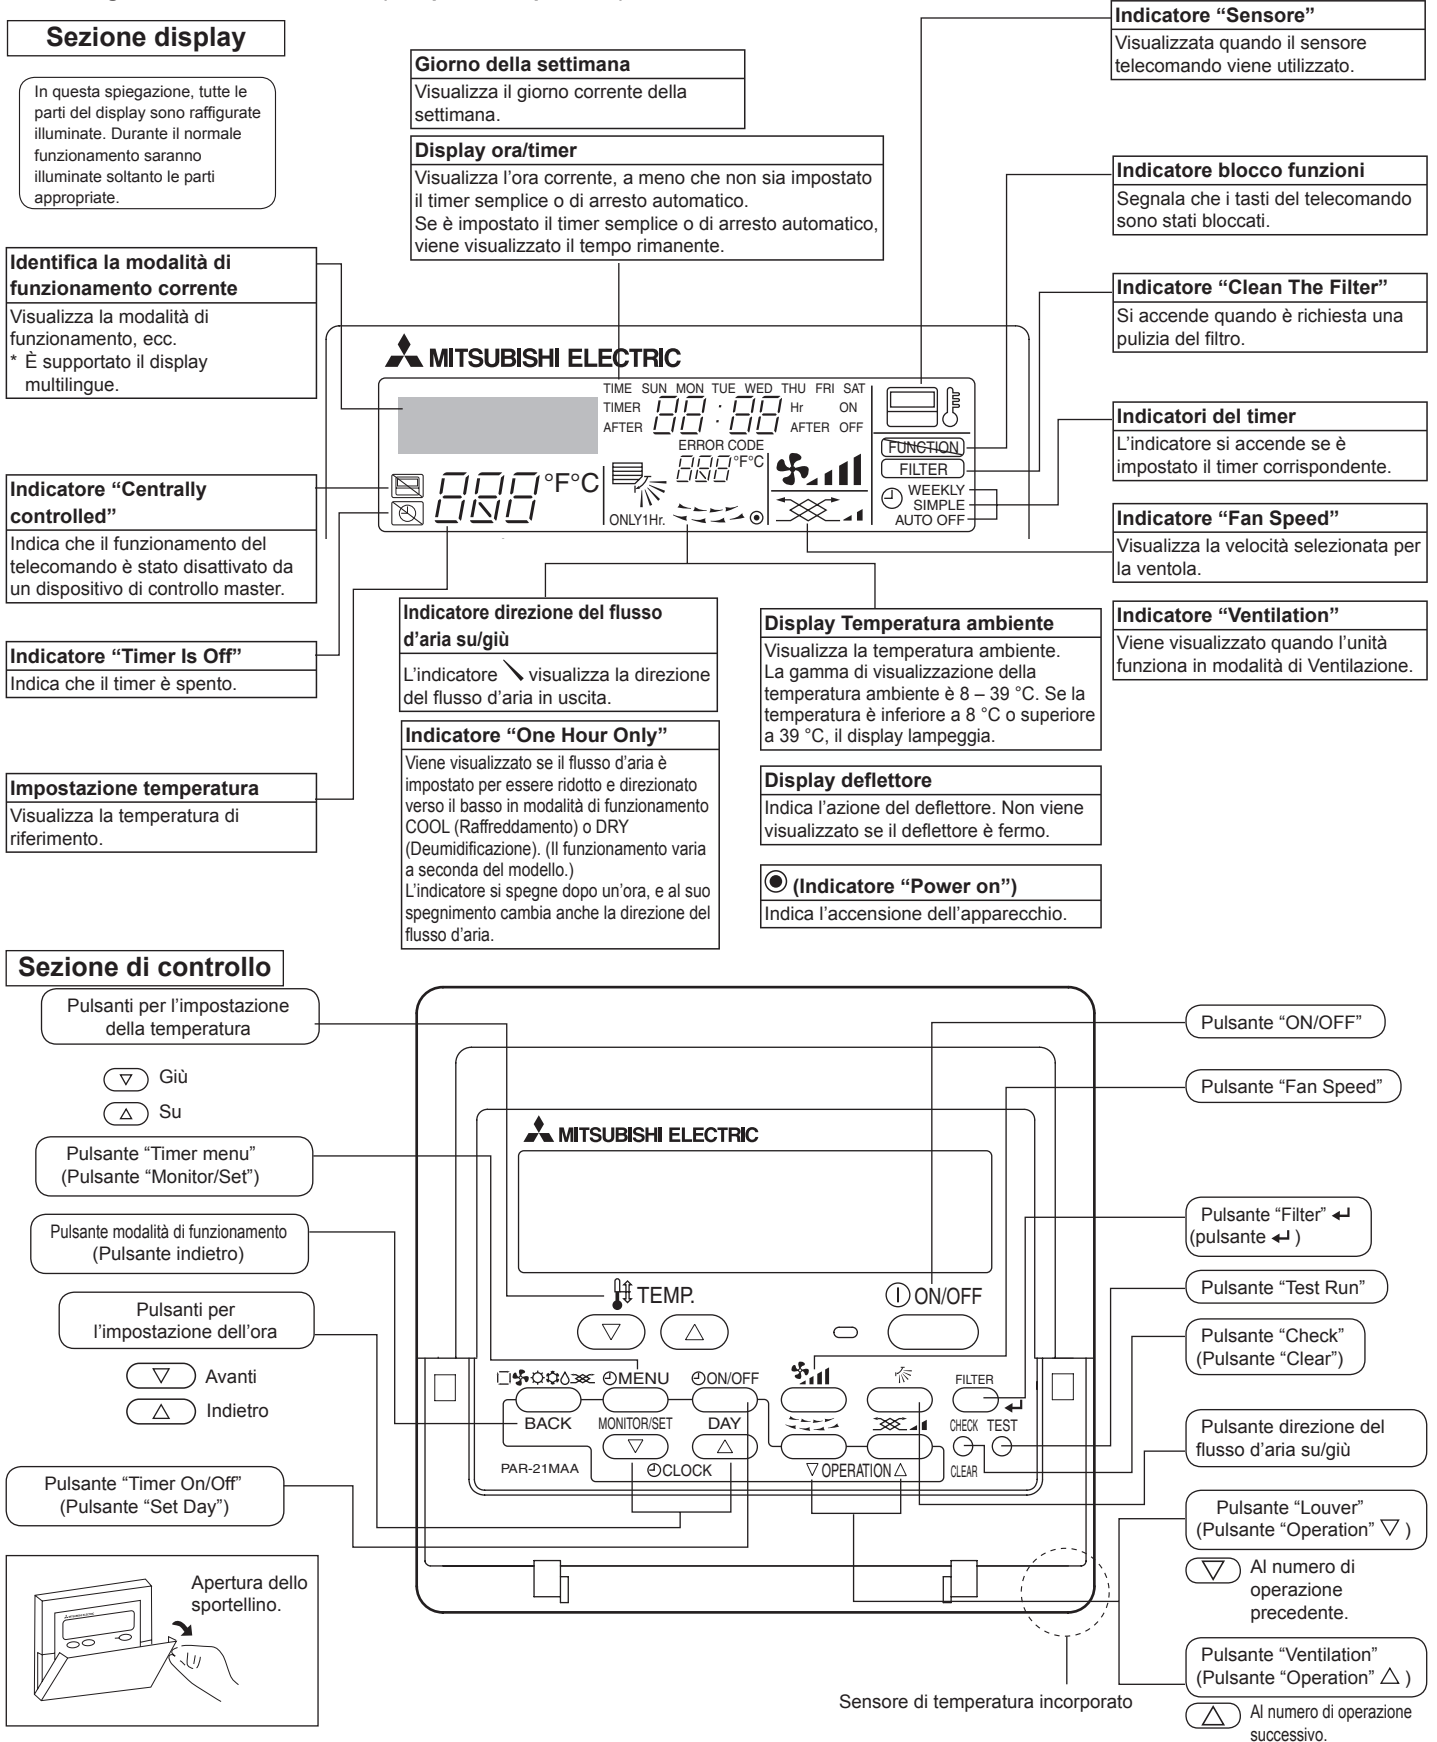 Sezione display
In questa spiegazione, tutte le
parti del display sono raffigurate
illuminate. Durante il normale
funzionamento saranno
illuminate soltanto le parti
appropriate.
Giorno della settimana
Visualizza il giorno corrente della
settimana.
Display ora/timer
Visualizza l’ora corrente, a meno che non sia impostato
il timer semplice o di arresto automatico.
Se è impostato il timer semplice o di arresto automatico,
viene visualizzato il tempo rimanente.
Indicatore “Sensore”
Visualizzata quando il sensore
telecomando viene utilizzato.
Indicatore blocco funzioni
Segnala che i tasti del telecomando
sono stati bloccati.
Identifica la modalità di
funzionamento corrente
Visualizza la modalità di
funzionamento, ecc.
* È supportato il display
multilingue.
Indicatore “Clean The Filter”
Si accende quando è richiesta una
pulizia del filtro.
MITSUBISHI ELECTRIC
TIME SUN MON TUE WED THU FRI SAT
TIMER Hr ON
AFTER AFTER OFF
ERROR CODE
°F°C
°F°C
ONLY1Hr.
FUNCTION
FILTER
WEEKLY
SIMPLE
AUTO OFF
Indicatori del timer
L’indicatore si accende se è
impostato il timer corrispondente.
Indicatore “Centrally
controlled”
Indica che il funzionamento del
telecomando è stato disattivato da
un dispositivo di controllo master.
Indicatore “Fan Speed”
Visualizza la velocità selezionata per
la ventola.
Indicatore “Timer Is Off”
Indica che il timer è spento.
Indicatore direzione del flusso
d’aria su/giù
L’indicatore visualizza la direzione
del flusso d’aria in uscita.
Display Temperatura ambiente
Visualizza la temperatura ambiente.
La gamma di visualizzazione della
temperatura ambiente è 8 – 39 °C. Se la
temperatura è inferiore a 8 °C o superiore
a 39 °C, il display lampeggia.
Indicatore “Ventilation”
Viene visualizzato quando l’unità
funziona in modalità di Ventilazione.
Impostazione temperatura
Visualizza la temperatura di
riferimento.
Indicatore “One Hour Only”
Viene visualizzato se il flusso d’aria è
impostato per essere ridotto e direzionato
verso il basso in modalità di funzionamento
COOL (Raffreddamento) o DRY
(Deumidificazione). (Il funzionamento varia
a seconda del modello.)
L’indicatore si spegne dopo un’ora, e al suo
spegnimento cambia anche la direzione del
flusso d’aria.
Display deflettore
Indica l’azione del deflettore. Non viene
visualizzato se il deflettore è fermo.
(Indicatore “Power on”)
Indica l’accensione dell’apparecchio.
Sezione di controllo
Pulsanti per l’impostazione
della temperatura
▽ Giù
△ Su
Pulsante “Timer menu”
(Pulsante “Monitor/Set”)
Pulsante modalità di funzionamento
(Pulsante indietro)
Pulsanti per
l’impostazione dell’ora
▽ Avanti
△ Indietro
Pulsante “Timer On/Off”
(Pulsante “Set Day”)
Apertura dello
sportellino.
MITSUBISHI ELECTRIC
TEMP.
ON/OFF
▽ △
MENU ON/OFF FILTER
BACK MONITOR/SET DAY CHECK TEST
▽ △
PAR-21MAA CLOCK ▽ OPERATION △ CLEAR
Pulsante “ON/OFF”
Pulsante “Fan Speed”
Pulsante “Filter” ↵
(pulsante ↵ )
Pulsante “Test Run”
Pulsante “Check”
(Pulsante “Clear”)
Pulsante direzione del
flusso d’aria su/giù
Pulsante “Louver”
(Pulsante “Operation” ▽ )
▽ Al numero di
operazione
precedente.
Pulsante “Ventilation”
(Pulsante “Operation” △ )
△ Al numero di operazione
successivo.
Sensore di temperatura incorporato